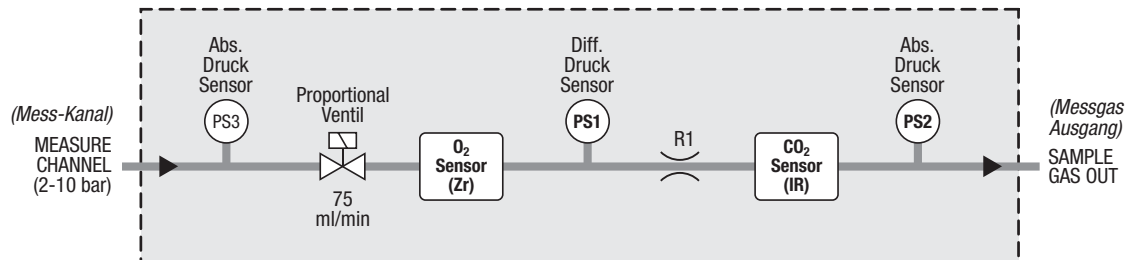 (Mess-Kanal)
MEASURE
CHANNEL
(2-10 bar)
Abs.
Druck
Sensor
PS3
Proportional
Ventil
75
ml/min
O₂
Sensor
(Zr)
Diff.
Druck
Sensor
PS1
R1
CO₂
Sensor
(IR)
Abs.
Druck
Sensor
PS2
(Messgas
Ausgang)
SAMPLE
GAS OUT